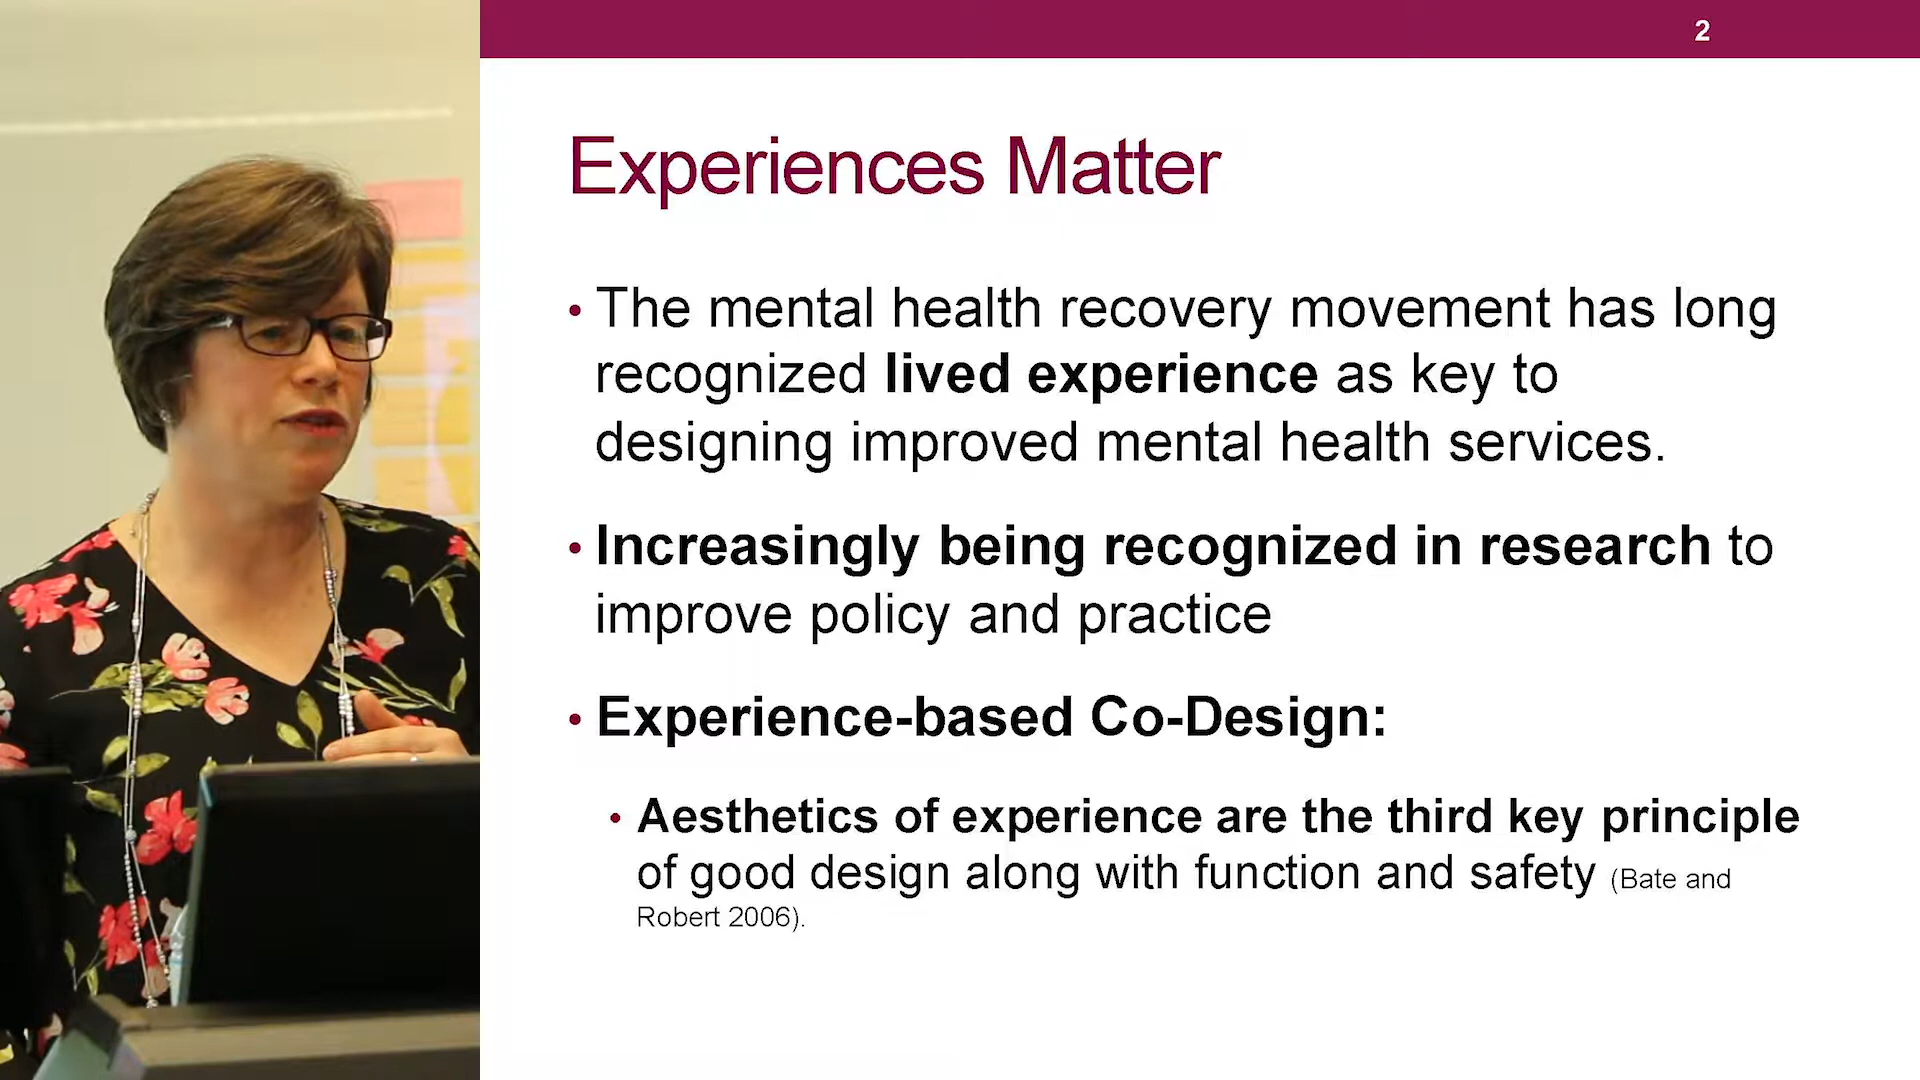 2
Experiences Matter
• The mental health recovery movement has long
recognized lived experience as key to
designing improved mental health services.
• Increasingly being recognized in research to
improve policy and practice
• Experience-based Co-Design:
• Aesthetics of experience are the third key principle
of good design along with function and safety (Bate and
Robert 2006).